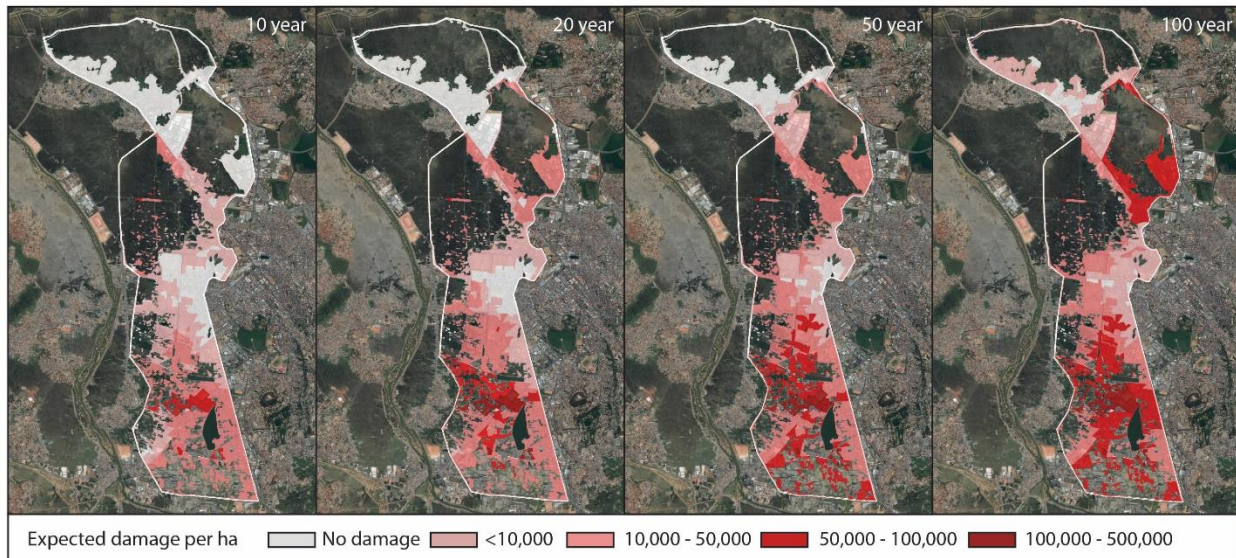 10 year
20 year
50 year
100 year
Expected damage per ha No damage <10,000 10,000 - 50,000 50,000 - 100,000 100,000 - 500,000